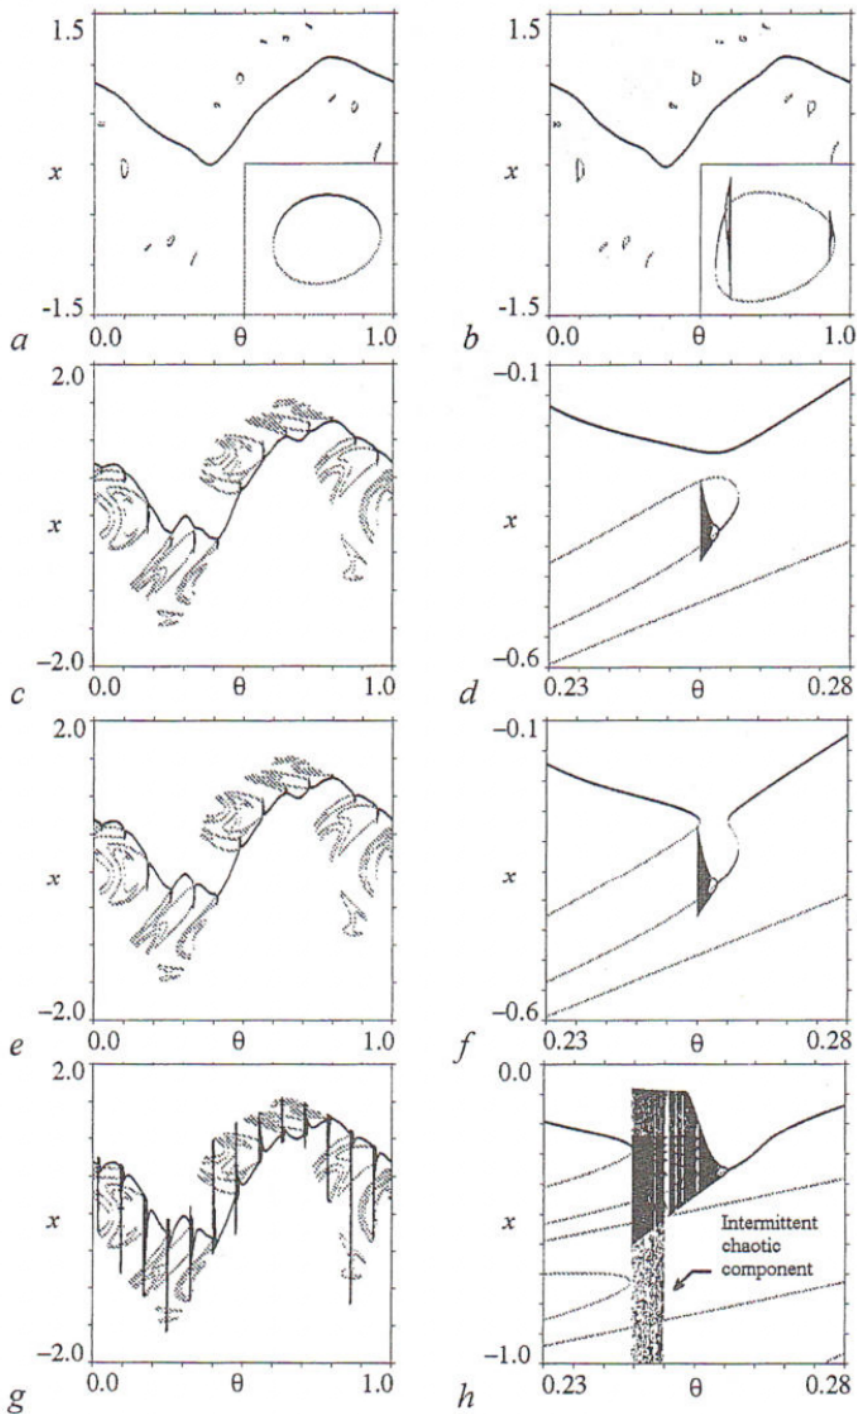 1.5
1.5
x
x
-1.5
-1.5
a
0.0
θ
1.0
b
0.0
θ
1.0
2.0
−0.1
x
x
−2.0
−0.6
c
0.0
θ
1.0
d
0.23
θ
0.28
2.0
−0.1
x
x
−2.0
−0.6
e
0.0
θ
1.0
f
0.23
θ
0.28
2.0
0.0
x
x
Intermittent
chaotic
component
−2.0
−1.0
g
0.0
θ
1.0
h
0.23
θ
0.28